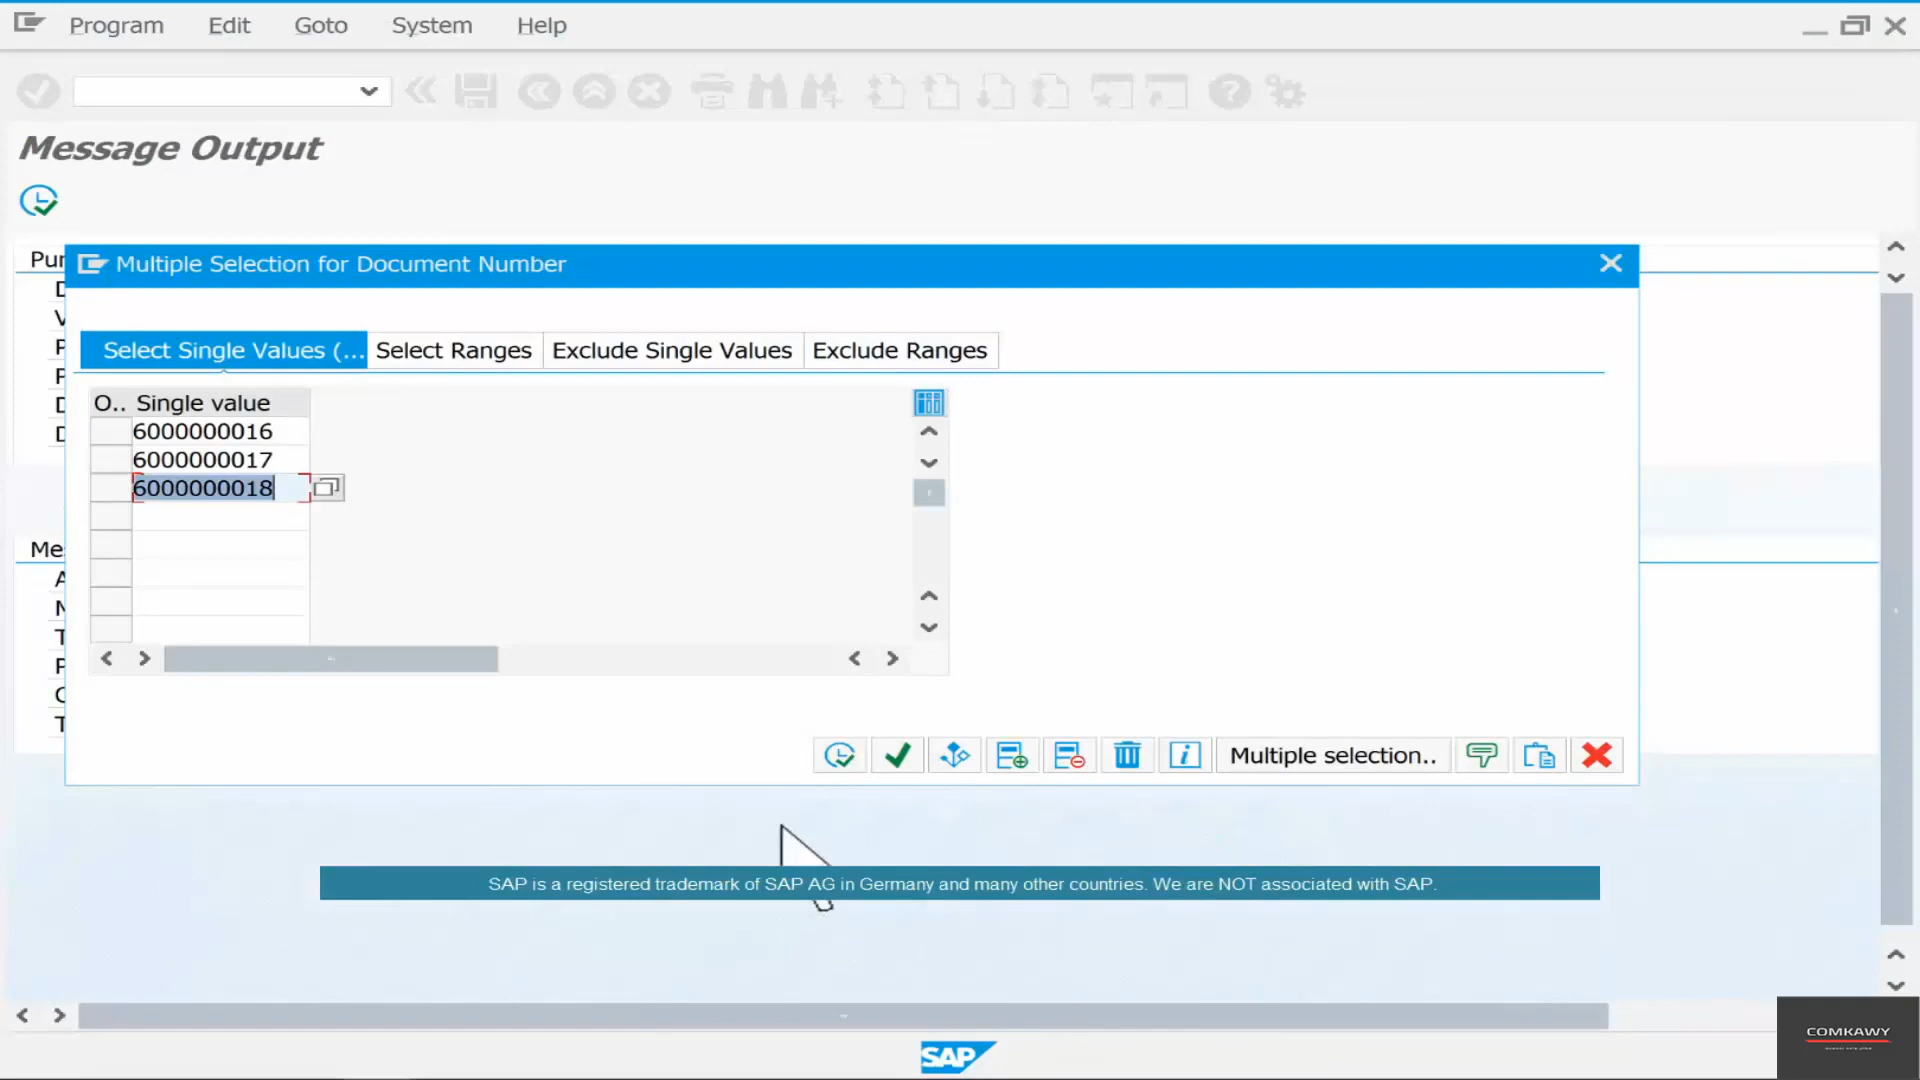 Program Edit Goto System Help
Message Output
Pur
Multiple Selection for Document Number
D
V
P
P
D
D
Select Single Values (... Select Ranges Exclude Single Values Exclude Ranges
O.. Single value
6000000016
6000000017
6000000018
Me
A
M
T
P
C
T
Multiple selection..
SAP is a registered trademark of SAP AG in Germany and many other countries. We are NOT associated with SAP.
COMKAWY
SAP